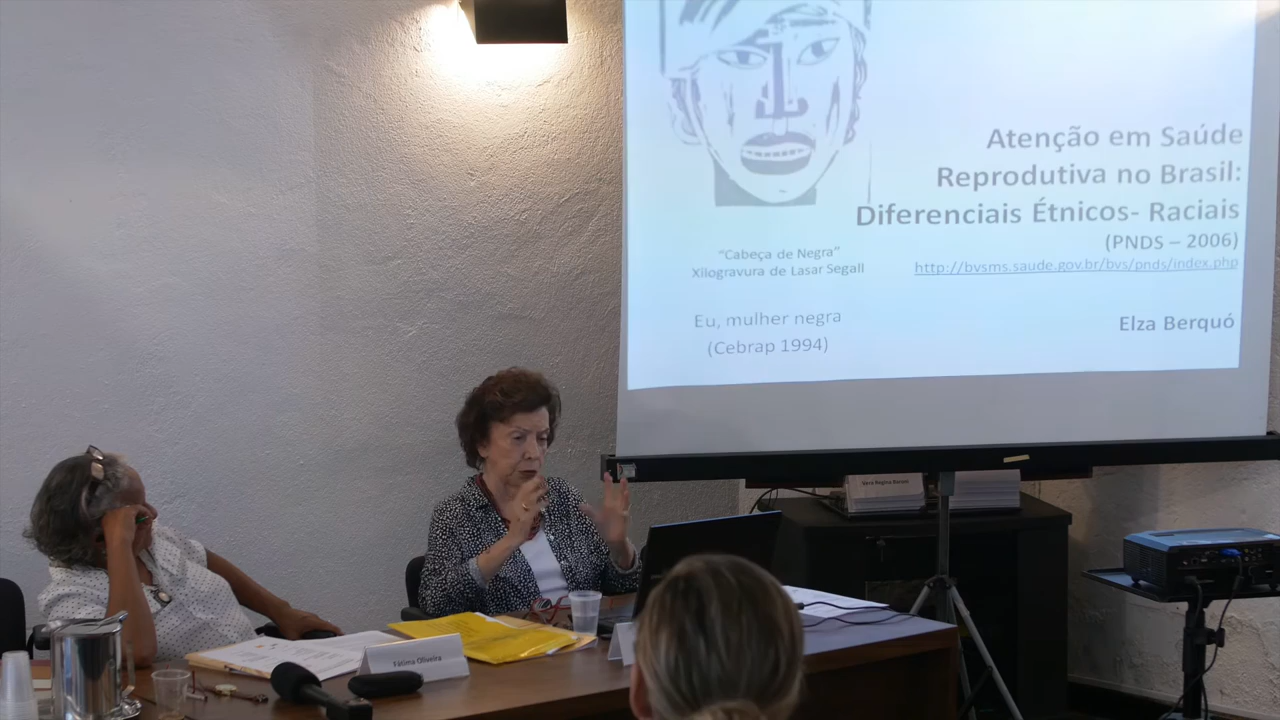 Atenção em Saúde
Reprodutiva no Brasil:
Diferenciais Étnicos- Raciais
(PNDS – 2006)
http://bvsms.saude.gov.br/bvs/pnds/index.php
Elza Berquó
"Cabeça de Negra"
Xilogravura de Lasar Segall
Eu, mulher negra
(Cebrap 1994)
Fátima Oliveira